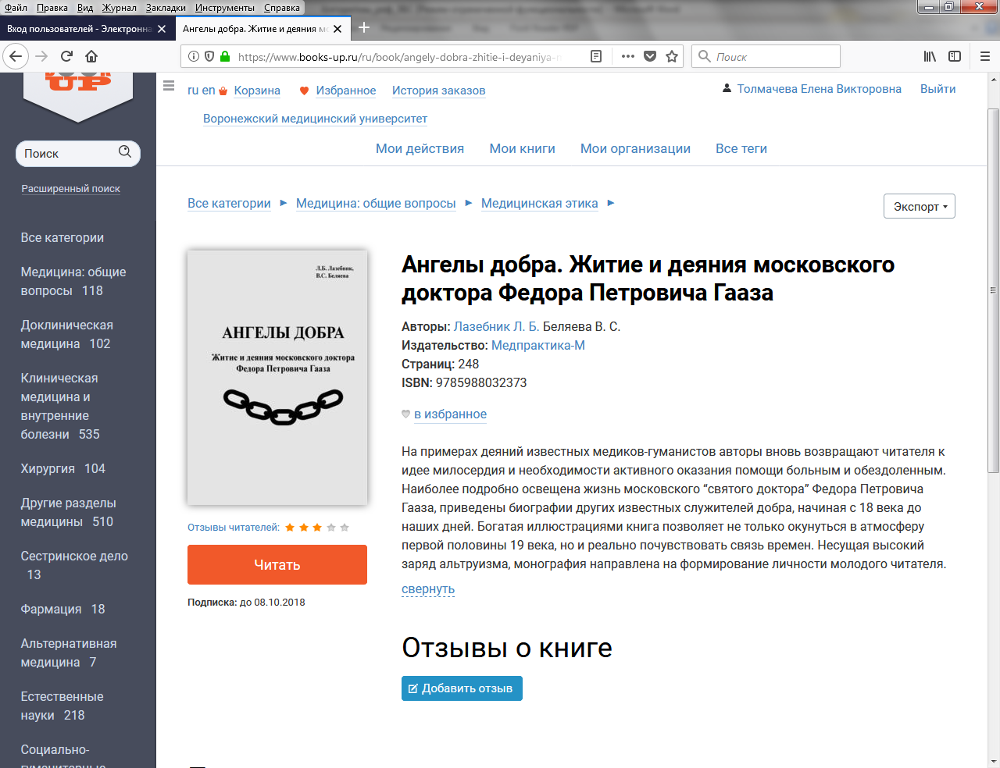 Файл Правка Вид Журнал Закладки Инструменты Справка
Вход пользователей - Электронна
Ангелы добра. Житие и деяния мо
https://www.books-up.ru/ru/book/angely-dobra-zhitie-i-deyaniya-
Поиск
UP
ru en Корзина Избранное История заказов
Толмачева Елена Викторовна Выйти
Воронежский медицинский университет
Мои действия Мои книги Мои организации Все теги
Поиск
Расширенный поиск
Все категории
Медицина: общие
вопросы 118
Доклиническая
медицина 102
Клиническая
медицина и
внутренние
болезни 535
Хирургия 104
Другие разделы
медицины 510
Сестринское дело
13
Фармация 18
Альтернативная
медицина 7
Естественные
науки 218
Социально-
гуманитарные
Все категории Медицина: общие вопросы Медицинская этика
Экспорт
Л.Б. Лазебник,
В.С. Беляева
АНГЕЛЫ ДОБРА
Житие и деяния московского доктора
Федора Петровича Гааза
Отзывы читателей:
Читать
Подписка: до 08.10.2018
Ангелы добра. Житие и деяния московского
доктора Федора Петровича Гааза
Авторы: Лазебник Л. Б. Беляева В. С.
Издательство: Медпрактика-М
Страниц: 248
ISBN: 9785988032373
в избранное
На примерах деяний известных медиков-гуманистов авторы вновь возвращают читателя к
идее милосердия и необходимости активного оказания помощи больным и обездоленным.
Наиболее подробно освещена жизнь московского “святого доктора” Федора Петровича
Гааза, приведены биографии других известных служителей добра, начиная с 18 века до
наших дней. Богатая иллюстрациями книга позволяет не только окунуться в атмосферу
первой половины 19 века, но и реально почувствовать связь времен. Несущая высокий
заряд альтруизма, монография направлена на формирование личности молодого читателя.
свернуть
Отзывы о книге
Добавить отзыв